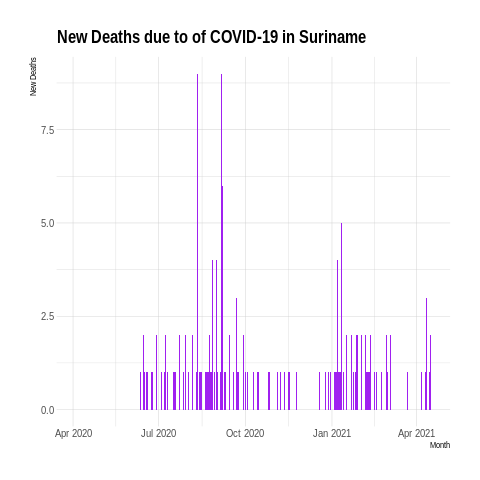 New Deaths due to of COVID-19 in Suriname
New Deaths
7.5
5.0
2.5
0.0
Apr 2020 Jul 2020 Oct 2020 Jan 2021 Apr 2021
Month